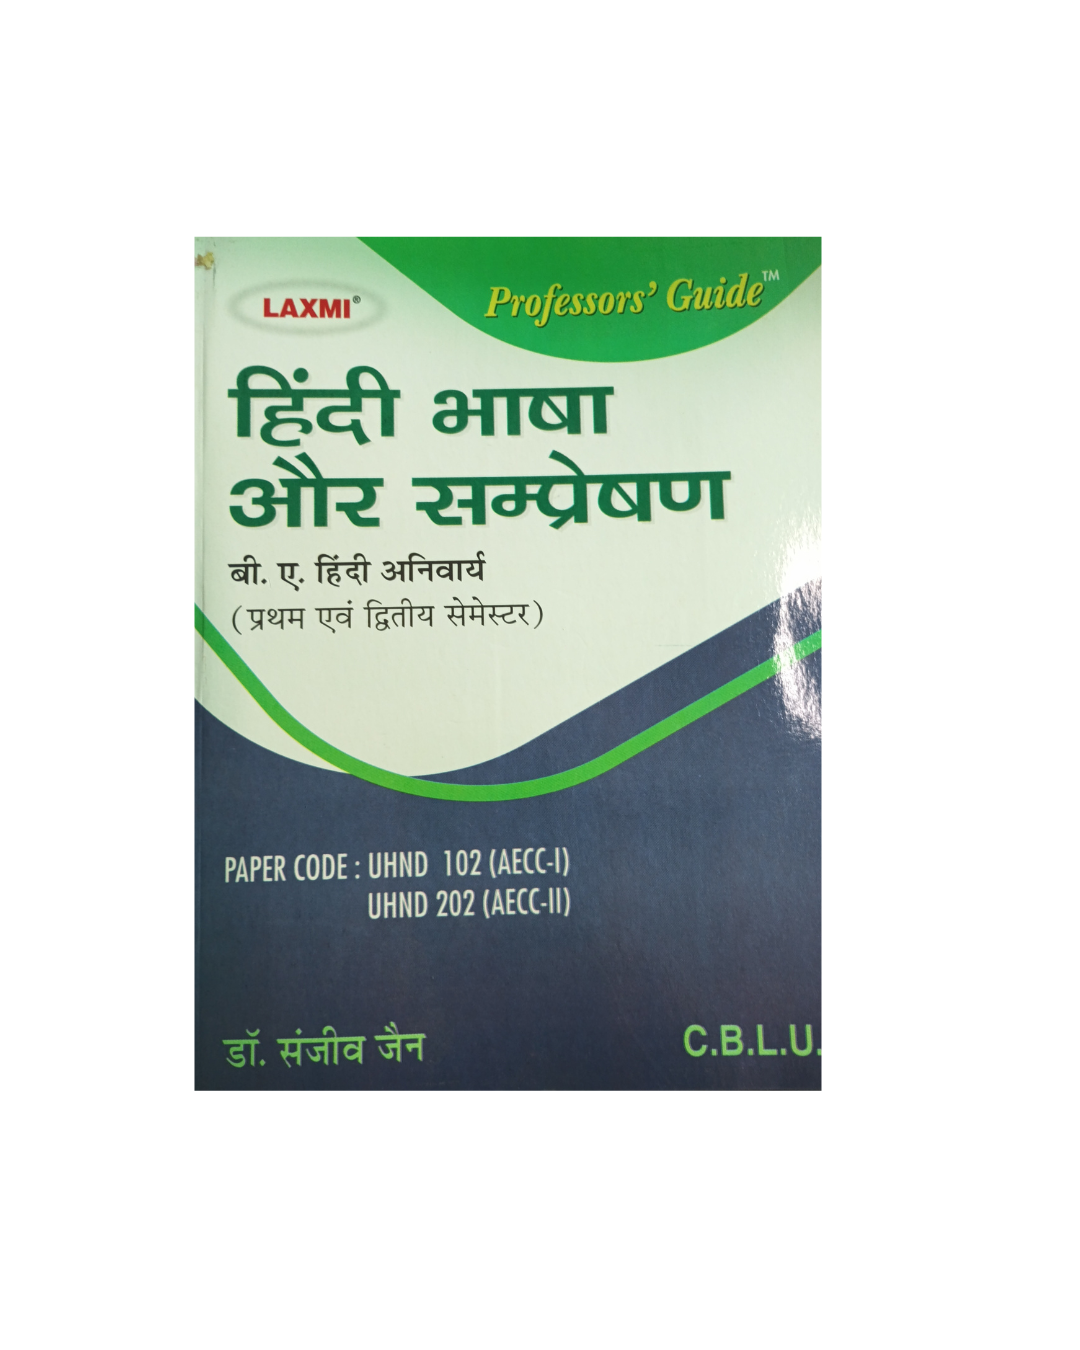 LAXMI®
Professors' Guide™
हिंदी भाषा
और सम्प्रेषण
बी. ए. हिंदी अनिवार्य
(प्रथम एवं द्वितीय सेमेस्टर)
PAPER CODE : UHND 102 (AECC-I)
UHND 202 (AECC-II)
डॉ. संजीव जैन
C.B.L.U.